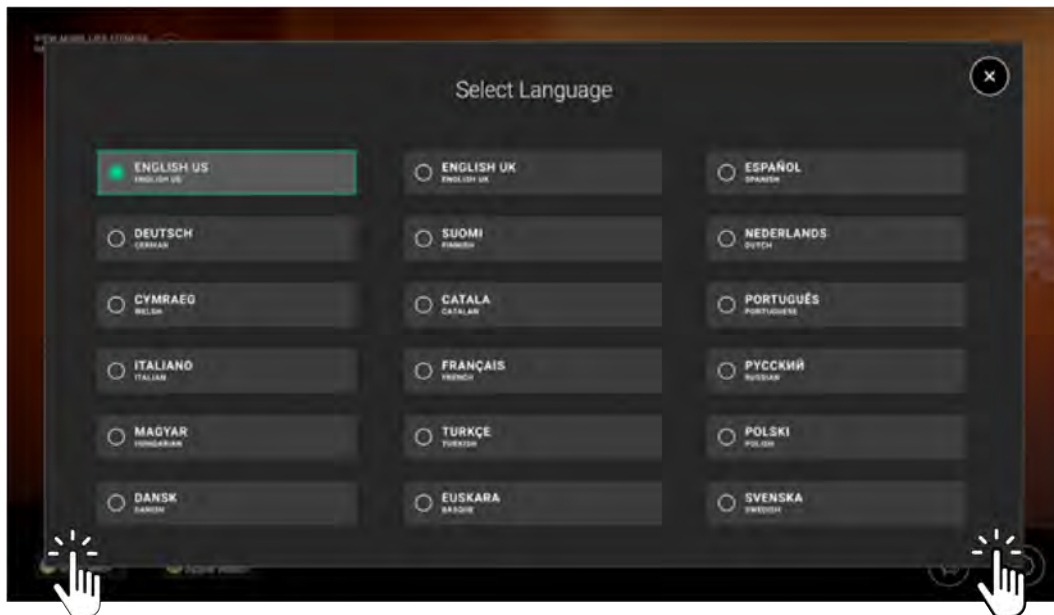 Select Language
ENGLISH US
ENGLISH US
ENGLISH UK
ENGLISH UK
ESPAÑOL
SPANISH
DEUTSCH
GERMAN
SUOMI
FINNISH
NEDERLANDS
DUTCH
CYMRAEG
WELSH
CATALA
CATALAN
PORTUGUÊS
PORTUGUESE
ITALIANO
ITALIAN
FRANÇAIS
FRENCH
РУССКИЙ
RUSSIAN
MAGYAR
HUNGARIAN
TURKÇE
TURKISH
POLSKI
POLISH
DANSK
DANISH
EUSKARA
BASQUE
SVENSKA
SWEDISH